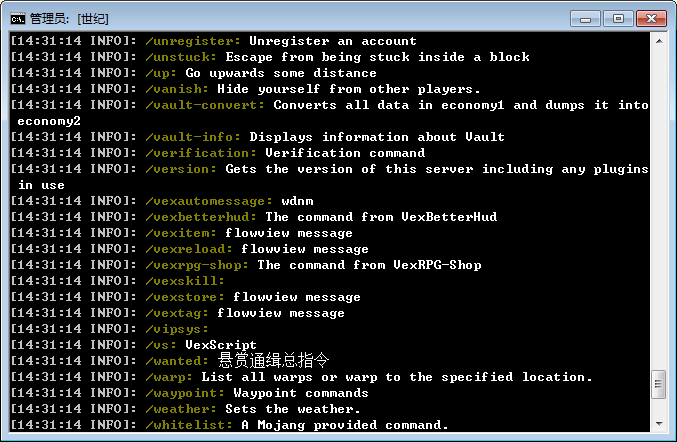 管理员: [世纪]
[14:31:14 INFO]: /unregister: Unregister an account
[14:31:14 INFO]: /unstuck: Escape from being stuck inside a block
[14:31:14 INFO]: /up: Go upwards some distance
[14:31:14 INFO]: /vanish: Hide yourself from other players.
[14:31:14 INFO]: /vault-convert: Converts all data in economy1 and dumps it into
economy2
[14:31:14 INFO]: /vault-info: Displays information about Vault
[14:31:14 INFO]: /verification: Verification command
[14:31:14 INFO]: /version: Gets the version of this server including any plugins
in use
[14:31:14 INFO]: /vexautomessage: wdnm
[14:31:14 INFO]: /vexbetterhud: The command from VexBetterHud
[14:31:14 INFO]: /vexitem: flowview message
[14:31:14 INFO]: /vexreload: flowview message
[14:31:14 INFO]: /vexrpg-shop: The command from VexRPG-Shop
[14:31:14 INFO]: /vexskill:
[14:31:14 INFO]: /vexstore: flowview message
[14:31:14 INFO]: /vextag: flowview message
[14:31:14 INFO]: /vipsys:
[14:31:14 INFO]: /vs: VexScript
[14:31:14 INFO]: /wanted: 悬赏通缉总指令
[14:31:14 INFO]: /warp: List all warps or warp to the specified location.
[14:31:14 INFO]: /waypoint: Waypoint commands
[14:31:14 INFO]: /weather: Sets the weather.
[14:31:14 INFO]: /whitelist: A Mojang provided command.